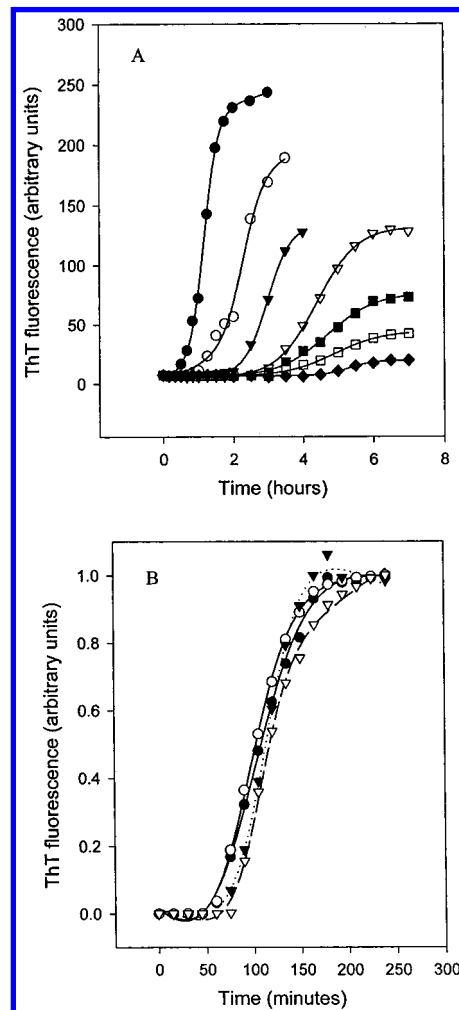 A
ThT fluorescence (arbitrary units)
300
250
200
150
100
50
0
0 2 4 6 8
Time (hours)
B
ThT fluorescence (arbitrary units)
1.0
0.8
0.6
0.4
0.2
0.0
0 50 100 150 200 250 300
Time (minutes)